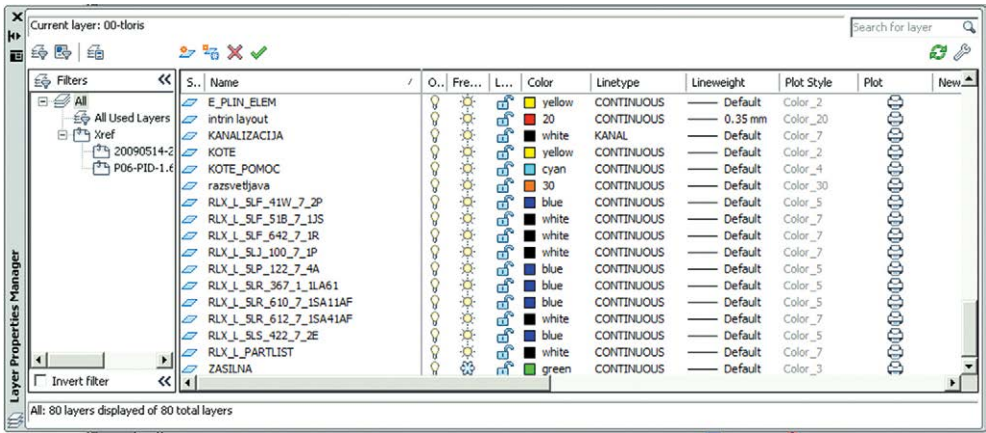 Current layer: 00-tloris
Search for layer
Filters
All
All Used Layers
Xref
20090514-2
P06-PID-1.6
Invert filter
S.. Name O.. Fre... L... Color Linetype Lineweight Plot Style Plot New
E_PLIN_ELEM yellow CONTINUOUS Default Color_2
intrin layout 20 CONTINUOUS 0.35 mm Color_20
KANALIZACIJA white KANAL Default Color_7
KOTE yellow CONTINUOUS Default Color_2
KOTE_POMOC cyan CONTINUOUS Default Color_4
razsvetljava 30 CONTINUOUS Default Color_30
RLX_L_5LF_41W_7_2P blue CONTINUOUS Default Color_5
RLX_L_5LF_51B_7_1JS white CONTINUOUS Default Color_7
RLX_L_5LF_642_7_1R white CONTINUOUS Default Color_7
RLX_L_5LJ_100_7_1P white CONTINUOUS Default Color_7
RLX_L_5LP_122_7_4A blue CONTINUOUS Default Color_5
RLX_L_5LR_367_1_1LA61 blue CONTINUOUS Default Color_5
RLX_L_5LR_610_7_1SA11AF blue CONTINUOUS Default Color_5
RLX_L_5LR_612_7_1SA41AF white CONTINUOUS Default Color_7
RLX_L_5LS_422_7_2E blue CONTINUOUS Default Color_5
RLX_L_PARTLIST white CONTINUOUS Default Color_7
ZASILNA green CONTINUOUS Default Color_3
All: 80 layers displayed of 80 total layers
Layer Properties Manager